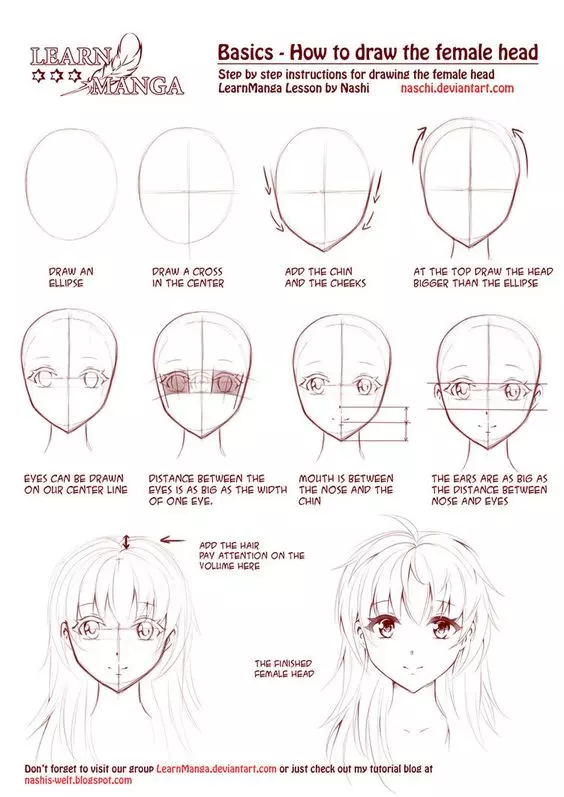 LEARN
MANGA
Basics - How to draw the female head
Step by step instructions for drawing the female head
LearnManga Lesson by Nashi naschi.deviantart.com
DRAW AN
ELLIPSE
DRAW A CROSS
IN THE CENTER
ADD THE CHIN
AND THE CHEEKS
AT THE TOP DRAW THE HEAD
BIGGER THAN THE ELLIPSE
EYES CAN BE DRAWN
ON OUR CENTER LINE
DISTANCE BETWEEN THE
EYES IS AS BIG AS THE WIDTH
OF ONE EYE.
MOUTH IS BETWEEN
THE NOSE AND THE
CHIN
THE EARS ARE AS BIG AS
THE DISTANCE BETWEEN
NOSE AND EYES
ADD THE HAIR
PAY ATTENTION ON THE
VOLUME HERE
THE FINISHED
FEMALE HEAD
Don't forget to visit our group LearnManga.deviantart.com or just check out my tutorial blog at
nashis-welt.blogspot.com